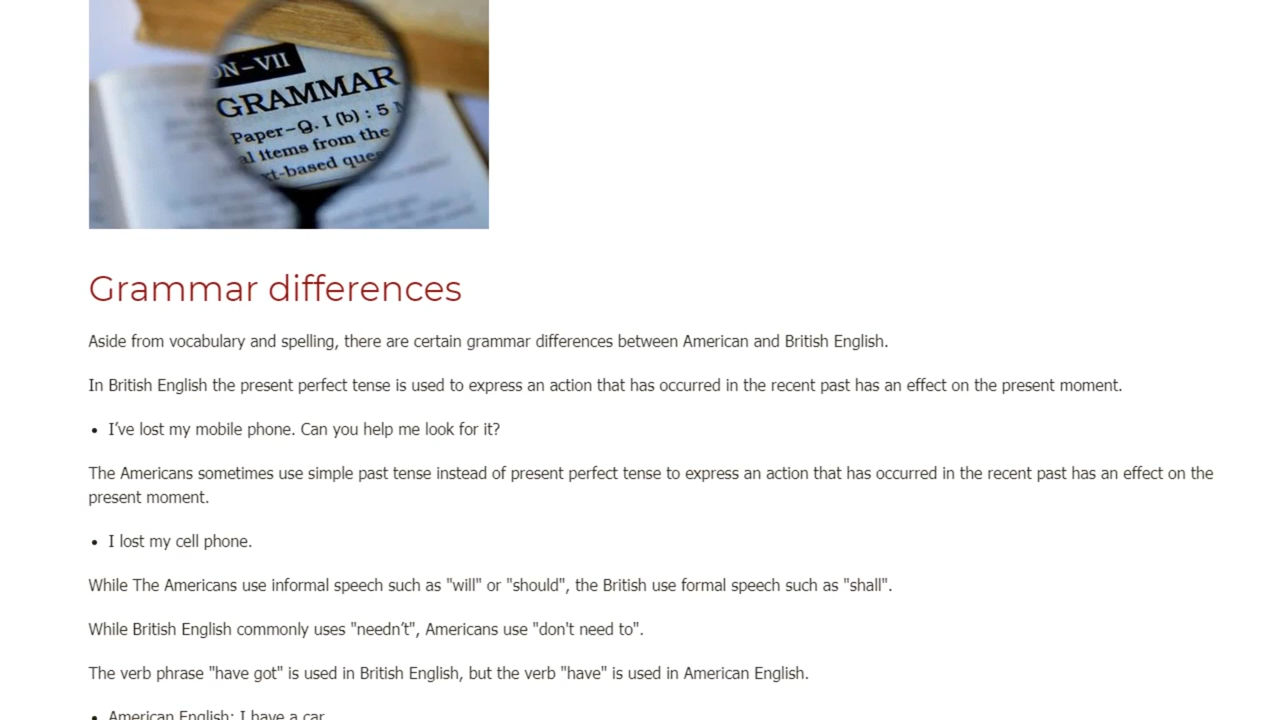 ON-VII
GRAMMAR
Paper-Q. I (b) : 5
al items from the
xt-based ques
Grammar differences
Aside from vocabulary and spelling, there are certain grammar differences between American and British English.
In British English the present perfect tense is used to express an action that has occurred in the recent past has an effect on the present moment.
• I’ve lost my mobile phone. Can you help me look for it?
The Americans sometimes use simple past tense instead of present perfect tense to express an action that has occurred in the recent past has an effect on the
present moment.
• I lost my cell phone.
While The Americans use informal speech such as "will" or "should", the British use formal speech such as "shall".
While British English commonly uses "needn’t", Americans use "don't need to".
The verb phrase "have got" is used in British English, but the verb "have" is used in American English.
• American English: I have a car